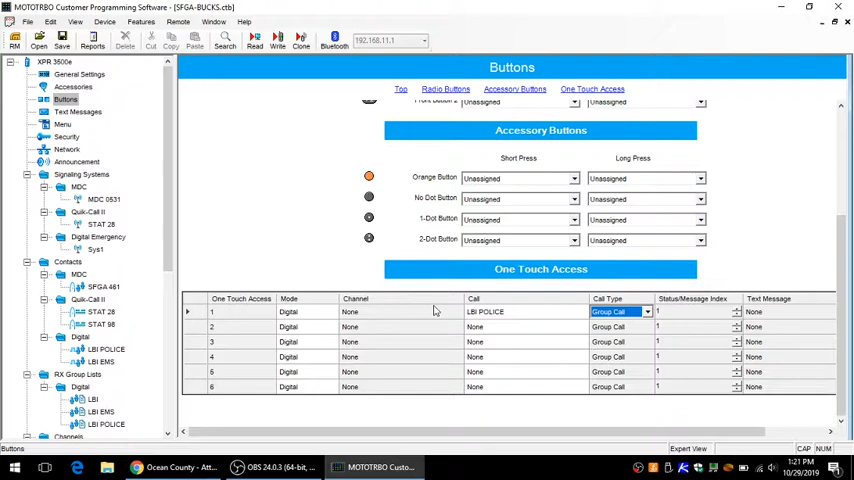 MOTOTRBO Customer Programming Software - [SFGA-BUCKS.ctb]
File Edit View Device Features Remote Window Help
RM Open Save Reports Delete Cut Copy Paste Search Read Write Clone Bluetooth 192.168.11.1
XPR 3500e
General Settings
Accessories
Buttons
Text Messages
Menu
Security
Network
Announcement
Signaling Systems
MDC
MDC 0531
Quik-Call II
STAT 28
Digital Emergency
Sys1
Contacts
MDC
SFGA 461
Quik-Call II
STAT 28
STAT 98
Digital
LBI POLICE
LBI EMS
RX Group Lists
Digital
LBI
LBI EMS
LBI POLICE
Channels
Buttons
Top Radio Buttons Accessory Buttons One Touch Access
Front Button 2 Unassigned Unassigned
Accessory Buttons
Short Press Long Press
Orange Button Unassigned Unassigned
No Dot Button Unassigned Unassigned
1-Dot Button Unassigned Unassigned
2-Dot Button Unassigned Unassigned
One Touch Access
One Touch Access Mode Channel Call Call Type Status/Message Index Text Message
1 Digital None LBI POLICE Group Call 1 None
2 Digital None None Group Call 1 None
3 Digital None None Group Call 1 None
4 Digital None None Group Call 1 None
5 Digital None None Group Call 1 None
6 Digital None None Group Call 1 None
Buttons Expert View CAP NUM
Ocean County - Att... OBS 24.0.3 (64-bit, ... MOTOTRBO Custo...
1:21 PM
10/29/2019